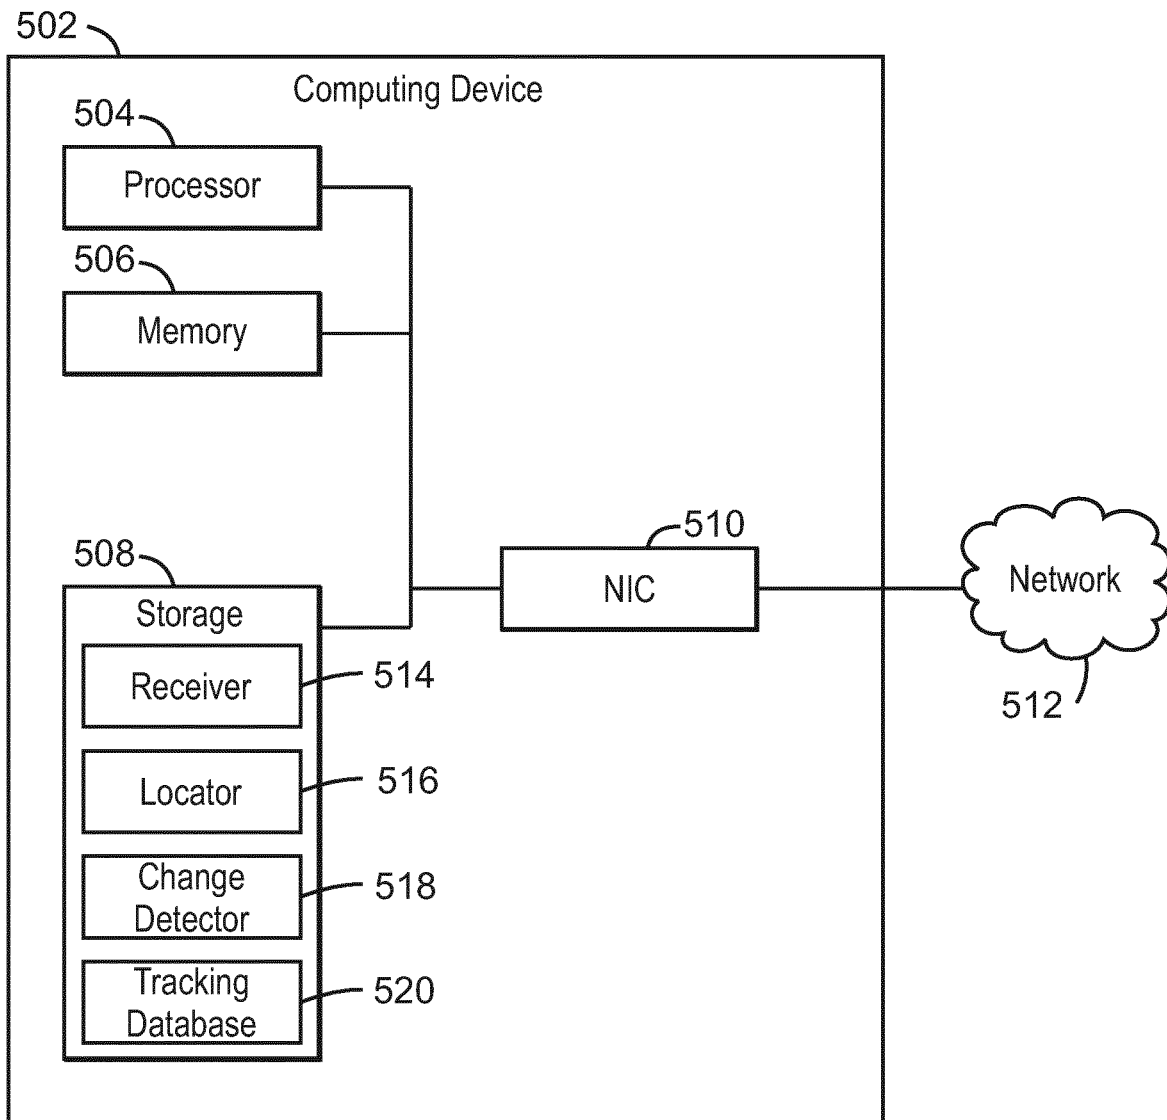 502
Computing Device
504
Processor
506
Memory
508
Storage
Receiver
514
Locator
516
Change
Detector
518
Tracking
Database
520
510
NIC
Network
512